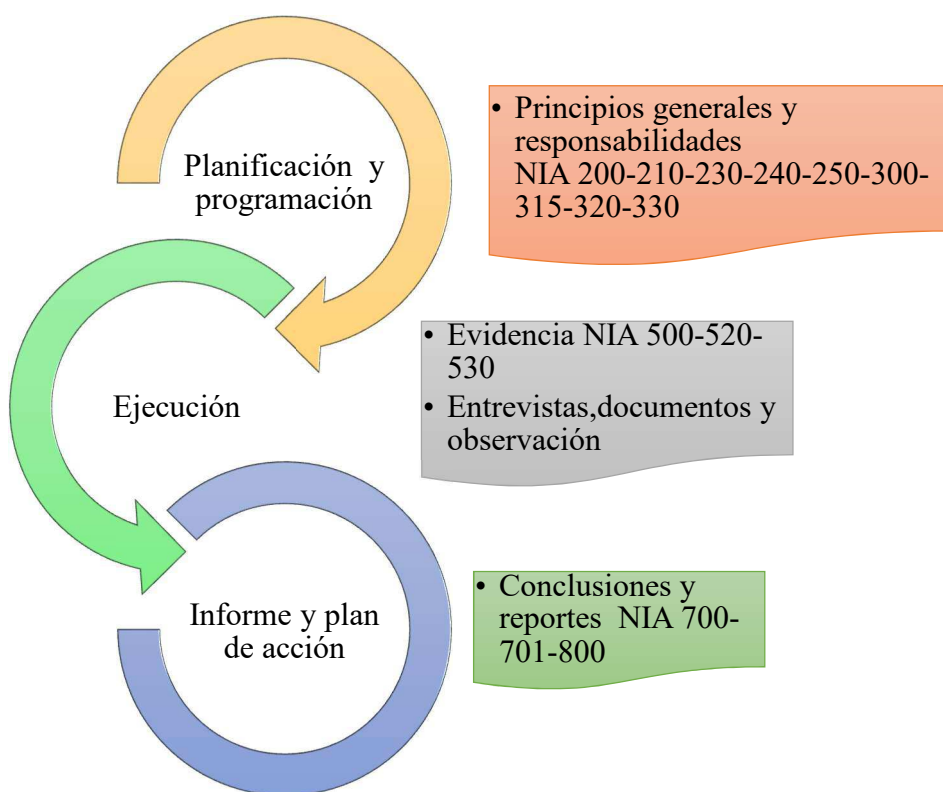 Planificación y
programación
• Principios generales y
responsabilidades
NIA 200-210-230-240-250-300-
315-320-330
Ejecución
• Evidencia NIA 500-520-
530
• Entrevistas,documentos y
observación
Informe y plan
de acción
• Conclusiones y
reportes NIA 700-
701-800